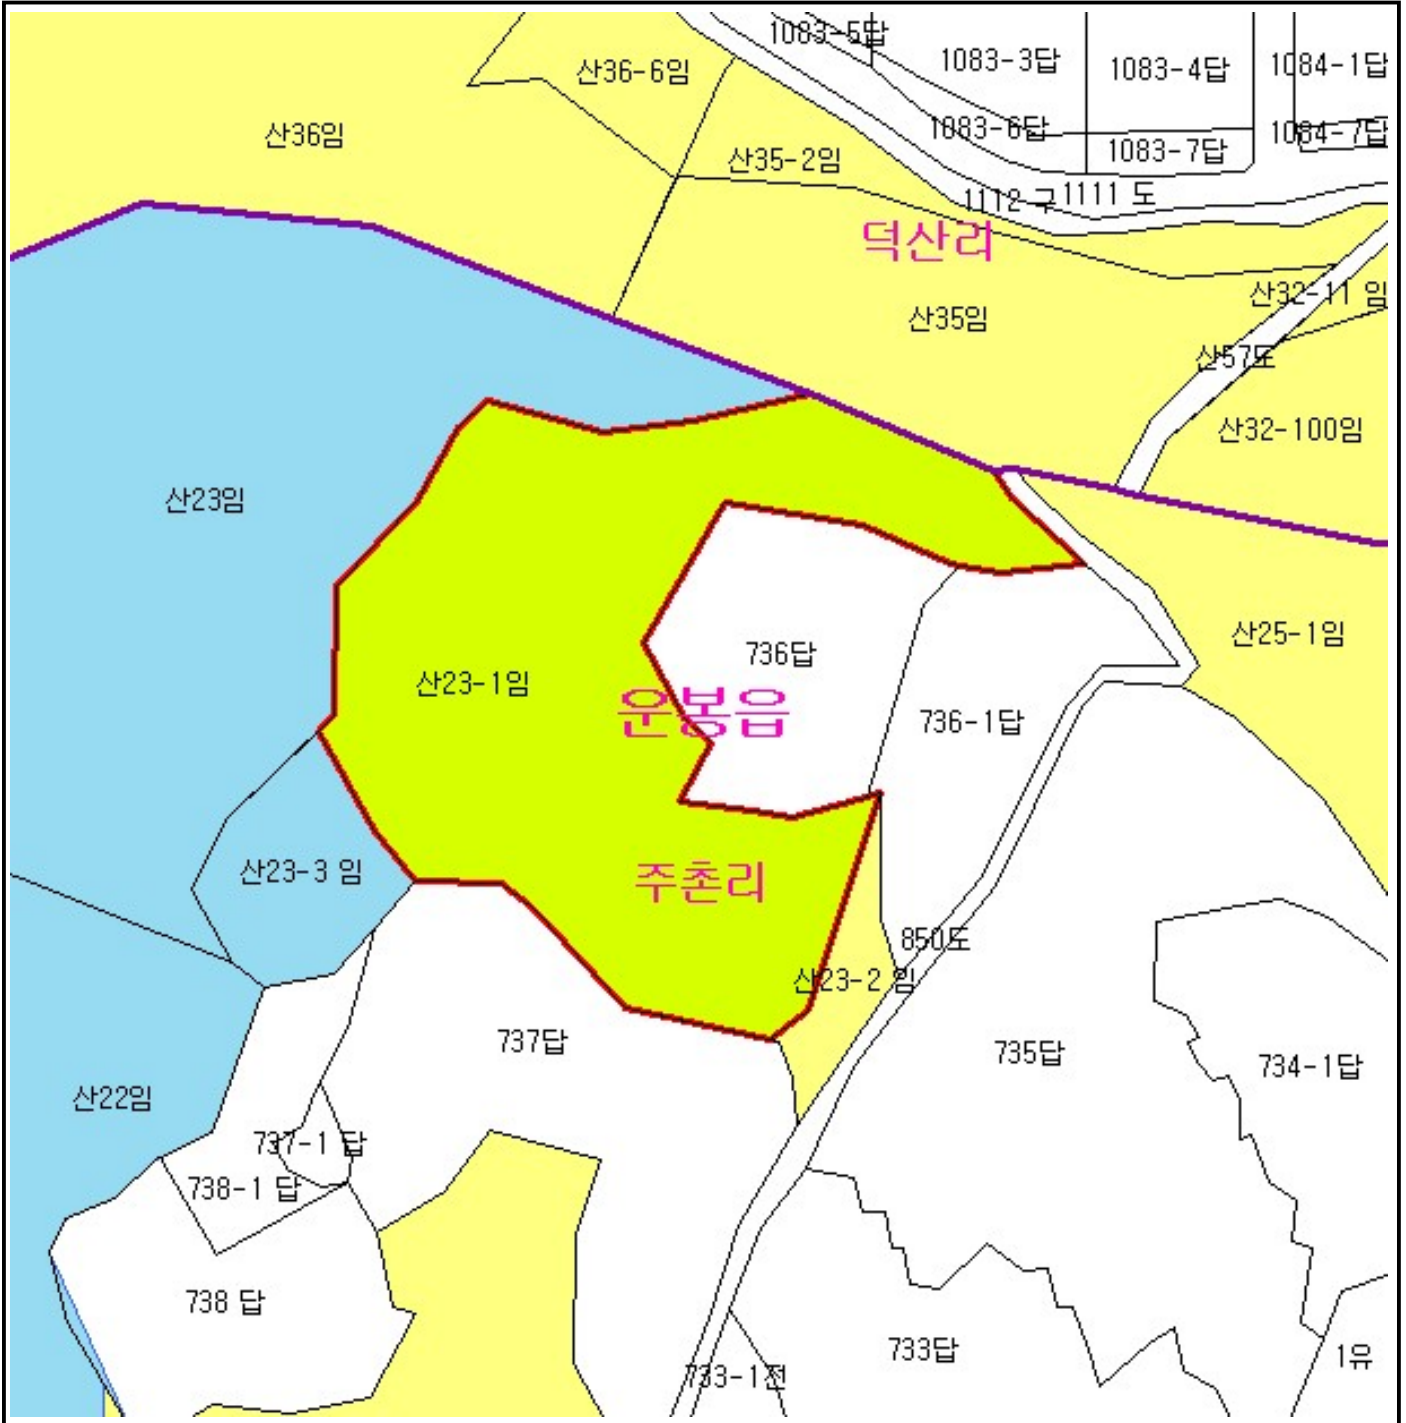 1083-5답
1083-3답
1083-4답
1084-1답
산36-6임
산36임
1083-6답
1084-7답
1083-7답
산35-2임
1112 구
1111 도
덕산리
산32-11 임
산35임
산57도
산32-100임
산23임
산25-1임
736답
산23-1임
운봉읍
736-1답
산23-3 임
주촌리
850도
산23-2 임
737답
735답
734-1답
산22임
737-1 답
738-1 답
738 답
733답
1유
733-1전